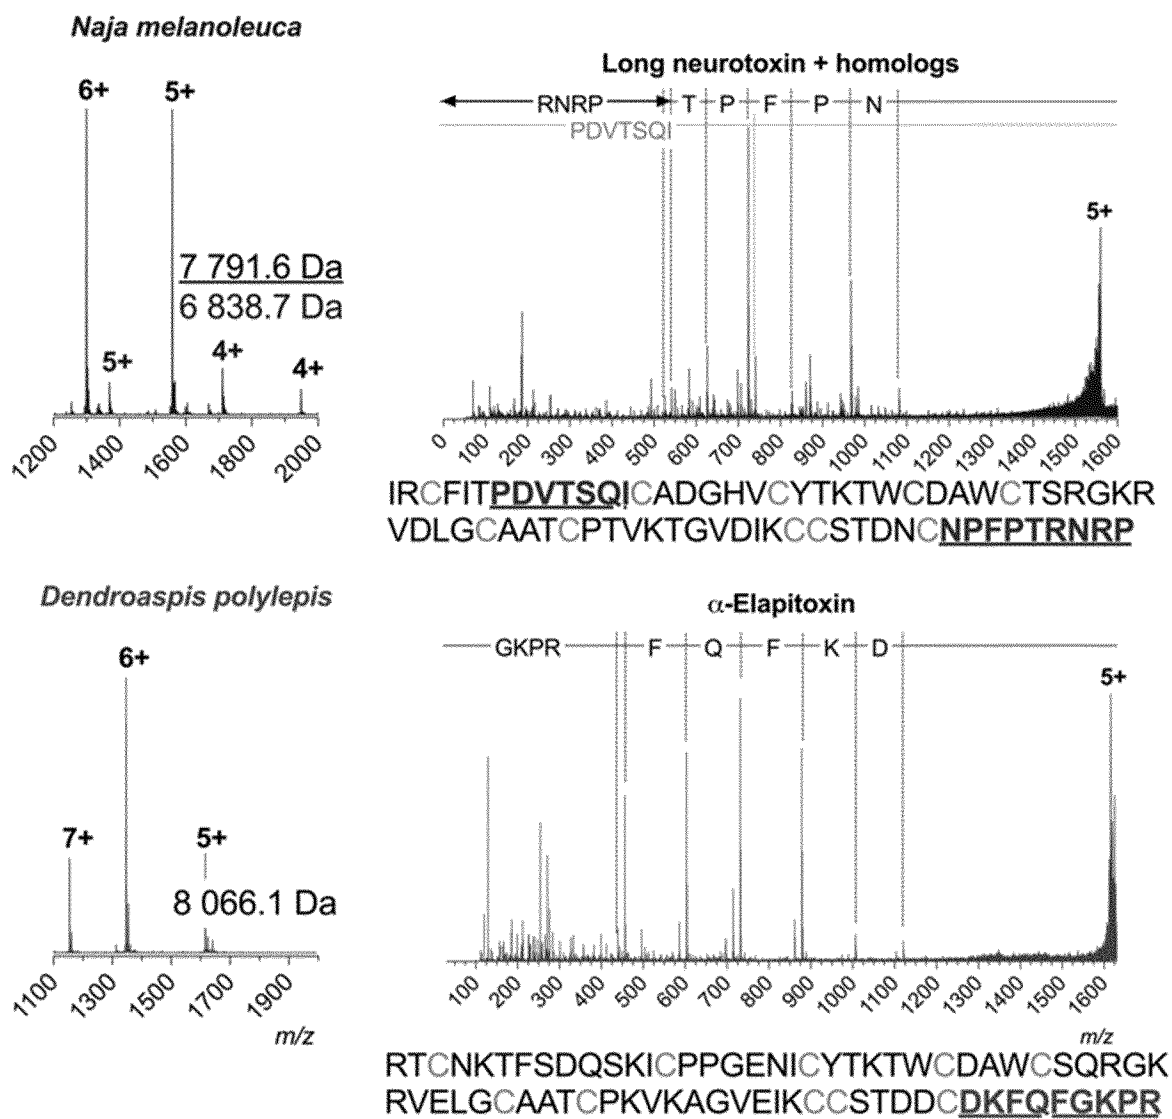 Naja melanoleuca
6+
5+
7 791.6 Da
6 838.7 Da
5+
4+
4+
1200 1400 1600 1800 2000
Long neurotoxin + homologs
RNRP T P F P N
PDVTSQI
5+
0 100 200 300 400 500 600 700 800 900 1000 1100 1200 1300 1400 1500 1600
IRCFITPDVTSQICADGHVCYTKTWCDAWCTSRGKR
VDLGCAATCPTVKTGVDIKCCSTDNCNPFPTRNRP
Dendroaspis polylepis
6+
7+
5+
8 066.1 Da
1100 1300 1500 1700 1900
m/z
α-Elapitoxin
GKPR F Q F K D
5+
100 200 300 400 500 600 700 800 900 1000 1100 1200 1300 1400 1500 1600
m/z
RTCNKTFSDQSKICPPGENICYTKTWCDAWCSQRGK
RVELGCAATCPKVKAGVEIKCCSTDDCDKFQFGKPR